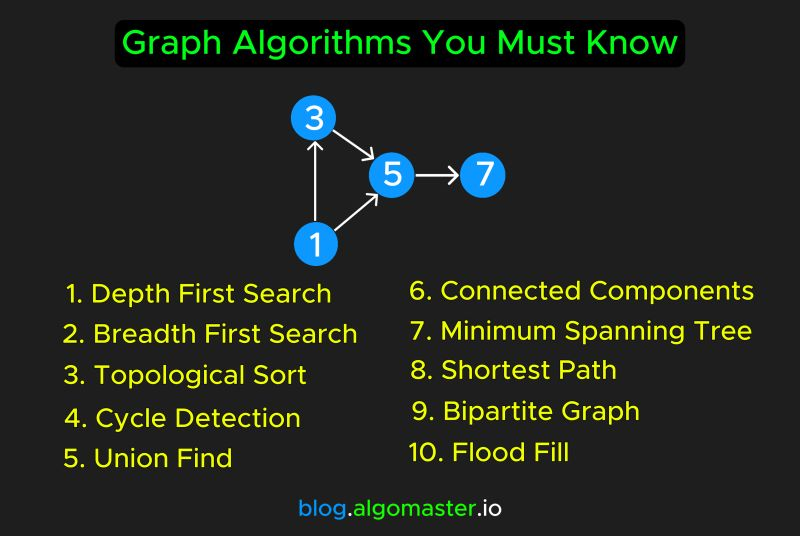 Graph Algorithms You Must Know
3
5
7
1
1. Depth First Search
2. Breadth First Search
3. Topological Sort
4. Cycle Detection
5. Union Find
6. Connected Components
7. Minimum Spanning Tree
8. Shortest Path
9. Bipartite Graph
10. Flood Fill
blog.algomaster.io